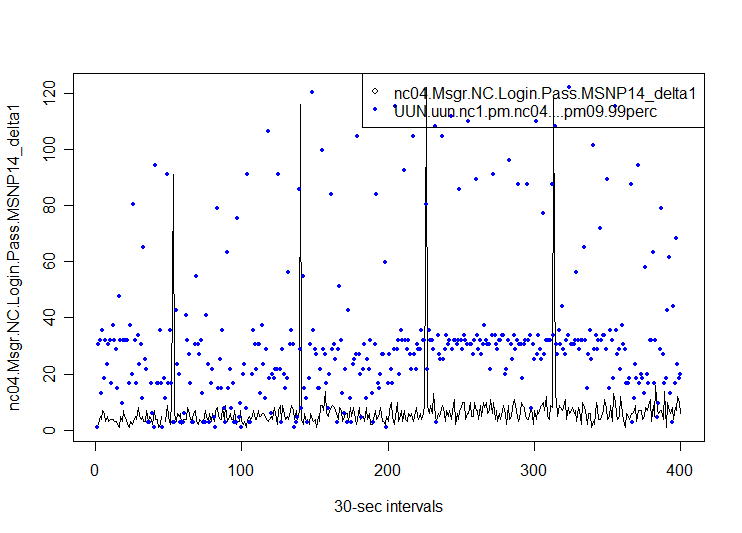 nc04.Msgr.NC.Login.Pass.MSNP14_delta1
UUN.uun.nc1.pm.nc04....pm09.99perc
nc04.Msgr.NC.Login.Pass.MSNP14_delta1
120
100
80
60
40
20
0
0 100 200 300 400
30-sec intervals